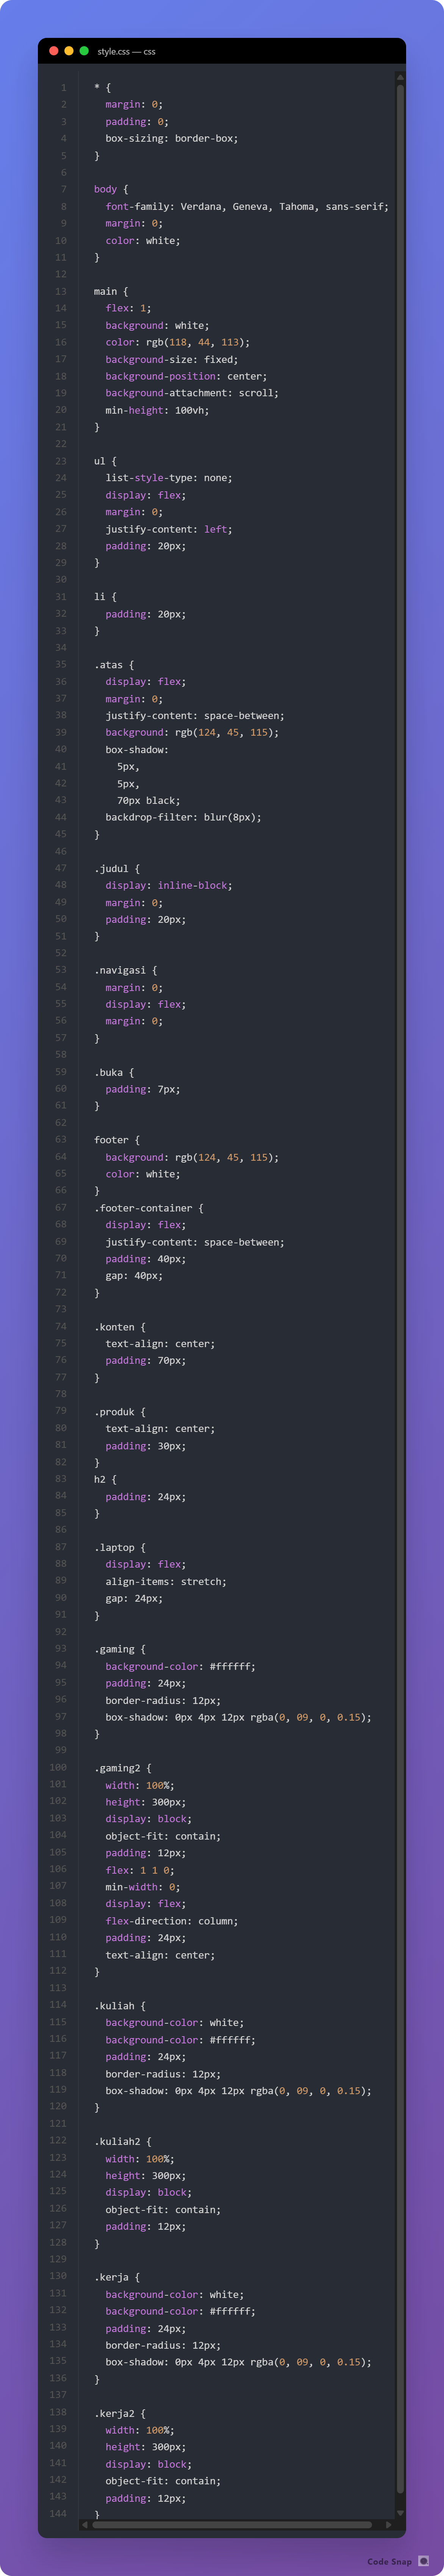 style.css — css
1 * {
2   margin: 0;
3   padding: 0;
4   box-sizing: border-box;
5 }
6
7 body {
8   font-family: Verdana, Geneva, Tahoma, sans-serif;
9   margin: 0;
10   color: white;
11 }
12
13 main {
14   flex: 1;
15   background: white;
16   color: rgb(118, 44, 113);
17   background-size: fixed;
18   background-position: center;
19   background-attachment: scroll;
20   min-height: 100vh;
21 }
22
23 ul {
24   list-style-type: none;
25   display: flex;
26   margin: 0;
27   justify-content: left;
28   padding: 20px;
29 }
30
31 li {
32   padding: 20px;
33 }
34
35 .atas {
36   display: flex;
37   margin: 0;
38   justify-content: space-between;
39   background: rgb(124, 45, 115);
40   box-shadow:
41     5px,
42     5px,
43     70px black;
44   backdrop-filter: blur(8px);
45 }
46
47 .judul {
48   display: inline-block;
49   margin: 0;
50   padding: 20px;
51 }
52
53 .navigasi {
54   margin: 0;
55   display: flex;
56   margin: 0;
57 }
58
59 .buka {
60   padding: 7px;
61 }
62
63 footer {
64   background: rgb(124, 45, 115);
65   color: white;
66 }
67 .footer-container {
68   display: flex;
69   justify-content: space-between;
70   padding: 40px;
71   gap: 40px;
72 }
73
74 .konten {
75   text-align: center;
76   padding: 70px;
77 }
78
79 .produk {
80   text-align: center;
81   padding: 30px;
82 }
83 h2 {
84   padding: 24px;
85 }
86
87 .laptop {
88   display: flex;
89   align-items: stretch;
90   gap: 24px;
91 }
92
93 .gaming {
94   background-color: #ffffff;
95   padding: 24px;
96   border-radius: 12px;
97   box-shadow: 0px 4px 12px rgba(0, 09, 0, 0.15);
98 }
99
100 .gaming2 {
101   width: 100%;
102   height: 300px;
103   display: block;
104   object-fit: contain;
105   padding: 12px;
106   flex: 1 1 0;
107   min-width: 0;
108   display: flex;
109   flex-direction: column;
110   padding: 24px;
111   text-align: center;
112 }
113
114 .kuliah {
115   background-color: white;
116   background-color: #ffffff;
117   padding: 24px;
118   border-radius: 12px;
119   box-shadow: 0px 4px 12px rgba(0, 09, 0, 0.15);
120 }
121
122 .kuliah2 {
123   width: 100%;
124   height: 300px;
125   display: block;
126   object-fit: contain;
127   padding: 12px;
128 }
129
130 .kerja {
131   background-color: white;
132   background-color: #ffffff;
133   padding: 24px;
134   border-radius: 12px;
135   box-shadow: 0px 4px 12px rgba(0, 09, 0, 0.15);
136 }
137
138 .kerja2 {
139   width: 100%;
140   height: 300px;
141   display: block;
142   object-fit: contain;
143   padding: 12px;
144 }
Code Snap